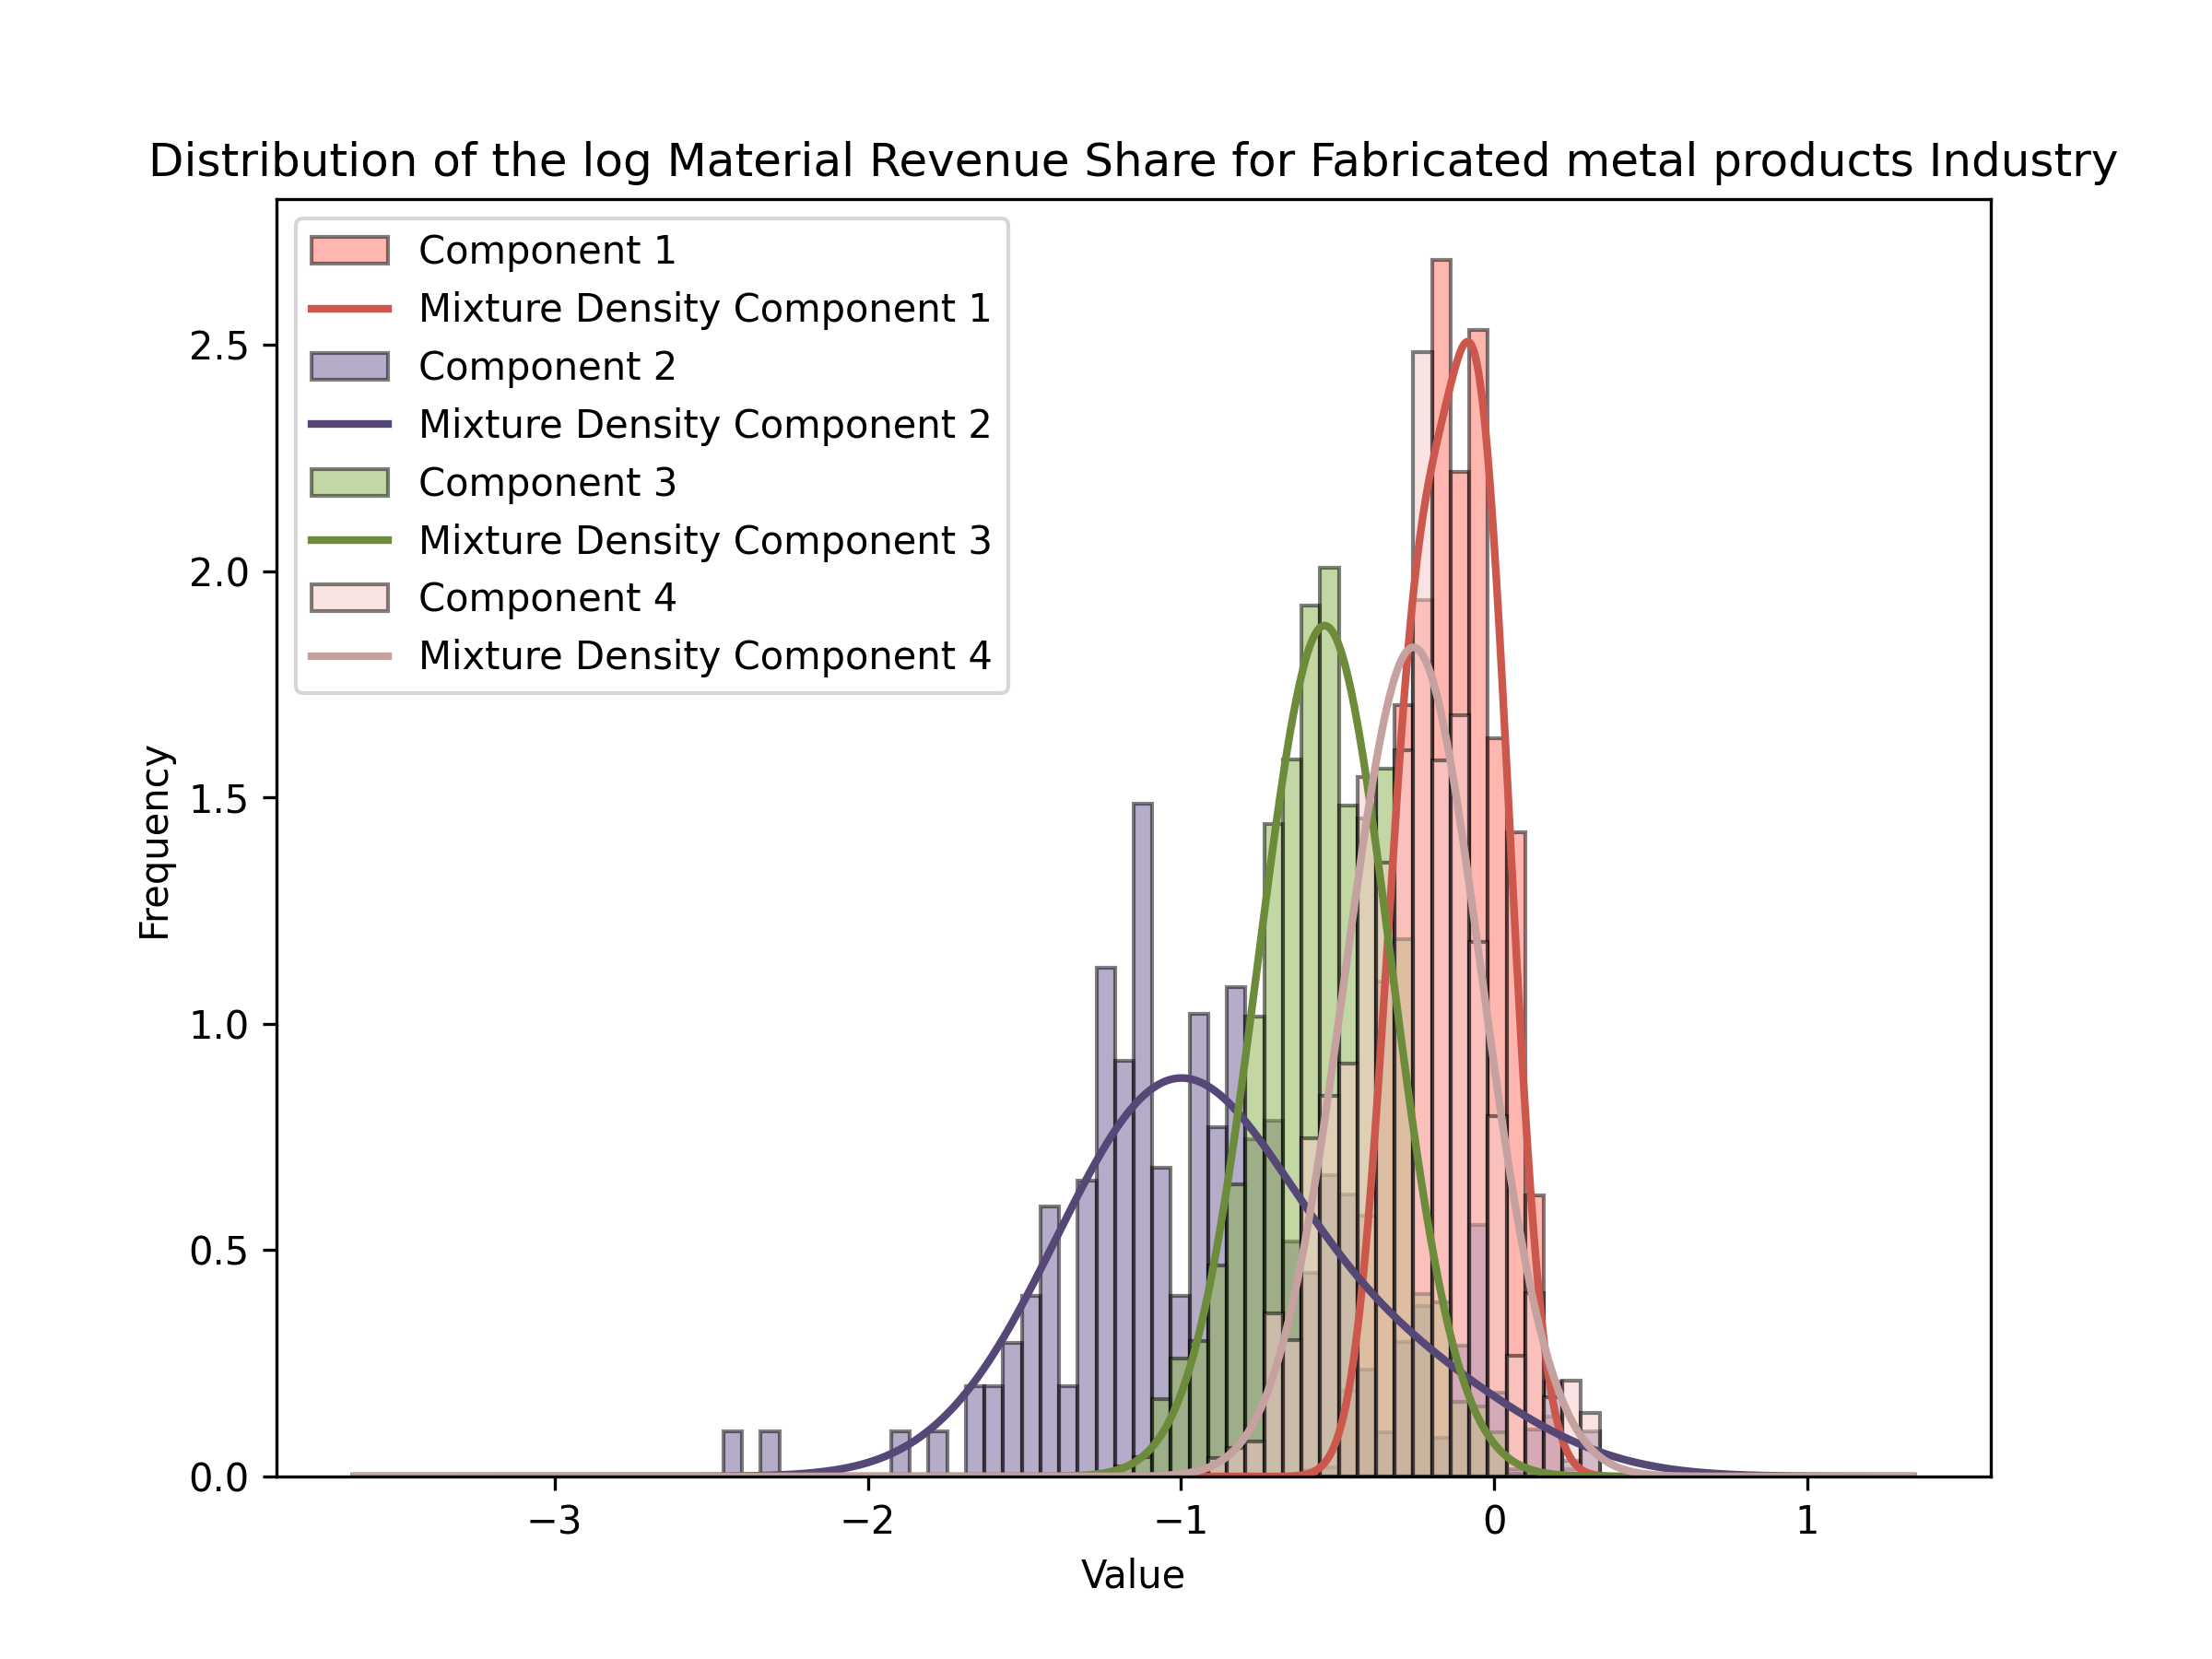 Distribution of the log Material Revenue Share for Fabricated metal products Industry
Component 1
Mixture Density Component 1
Component 2
Mixture Density Component 2
Component 3
Mixture Density Component 3
Component 4
Mixture Density Component 4
2.5
2.0
1.5
1.0
0.5
0.0
Frequency
−3 −2 −1 0 1
Value